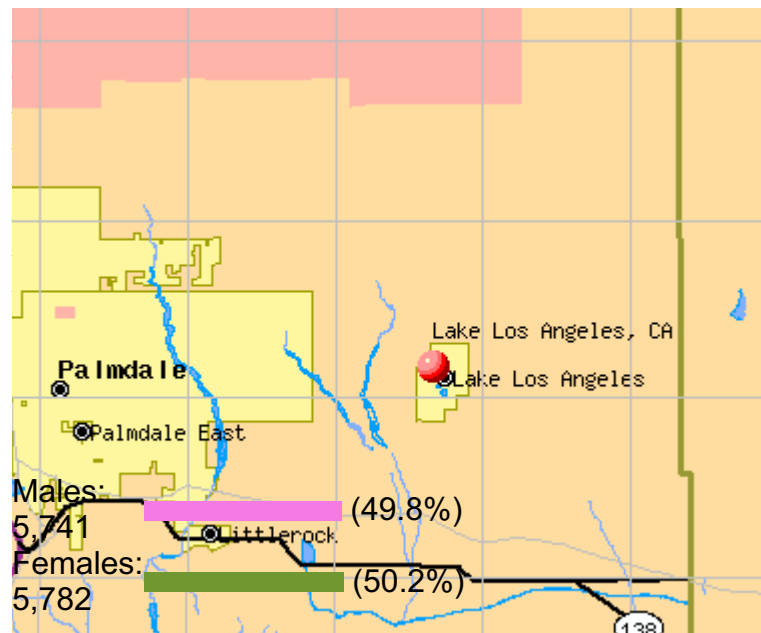 Lake Los Angeles, CA
Palmdale
Lake Los Angeles
Palmdale East
Males:
5,741
(49.8%)
Littlerock
Females:
5,782
(50.2%)
138